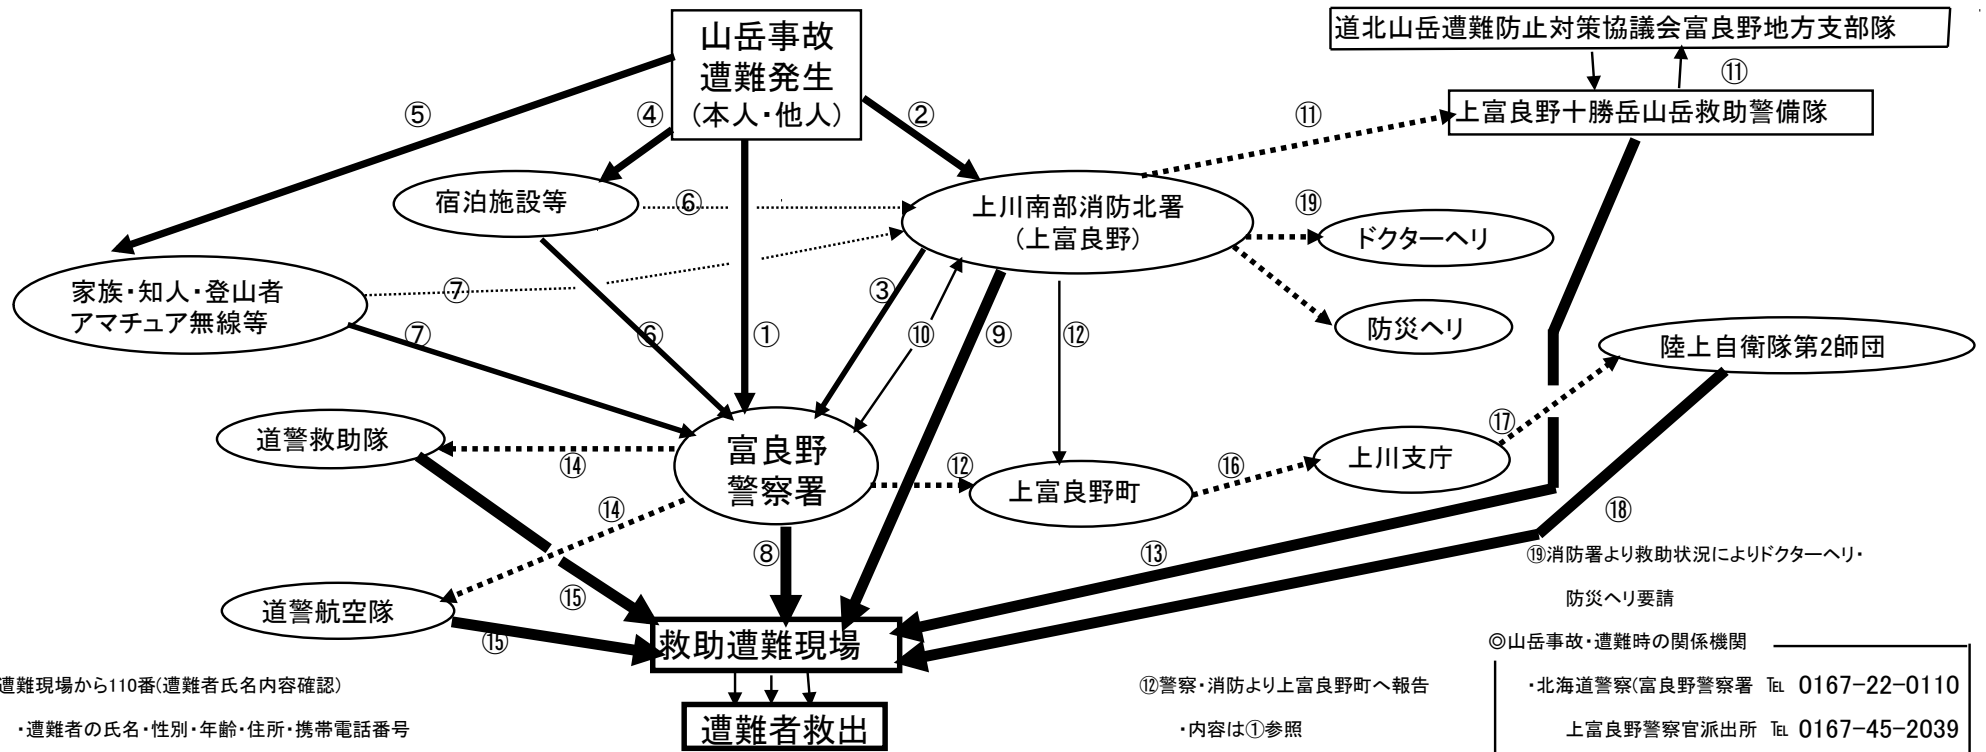 山岳事故
遭難発生
(本人・他人)
道北山岳遭難防止対策協議会富良野地方支部隊
⑪
上富良野十勝岳山岳救助警備隊
⑤
④
②
⑪
宿泊施設等
⑥
上川南部消防北署
(上富良野)
⑲
ドクターヘリ
家族・知人・登山者
アマチュア無線等
⑦
③
防災ヘリ
⑦
⑥
①
⑩
⑨
⑫
陸上自衛隊第2師団
道警救助隊
⑭
富良野
警察署
⑫
上富良野町
⑯
上川支庁
⑰
⑭
⑧
⑬
⑱
⑲消防署より救助状況によりドクターヘリ・
防災ヘリ要請
道警航空隊
⑮
⑮
救助遭難現場
◎山岳事故・遭難時の関係機関
遭難現場から110番(遭難者氏名内容確認)
⑫警察・消防より上富良野町へ報告
・北海道警察(富良野警察署 ℡ 0167-22-0110
・遭難者の氏名・性別・年齢・住所・携帯電話番号
遭難者救出
・内容は①参照
上富良野警察官派出所 ℡ 0167-45-2039